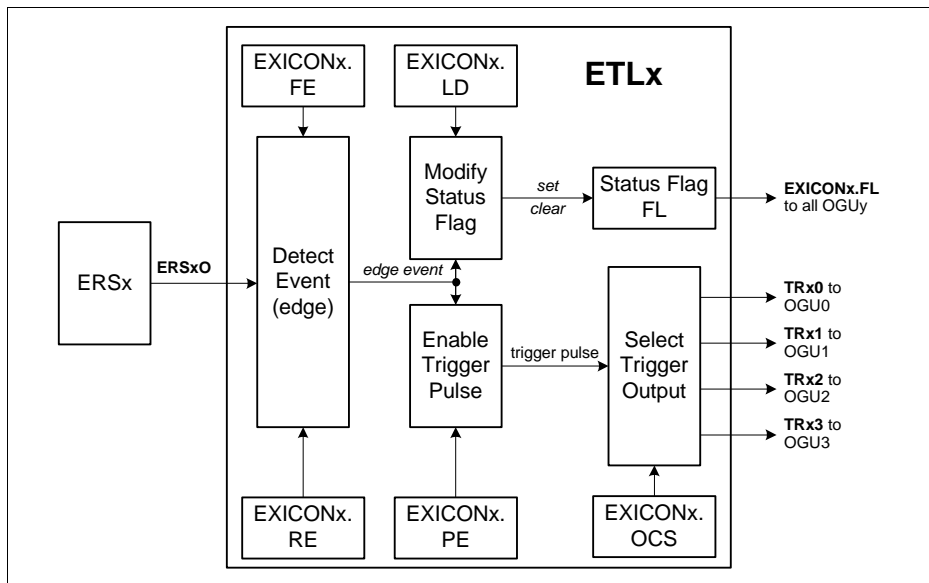 EXICONx.
FE
EXICONx.
LD
ETLx
Modify
Status
Flag
set
clear
Status Flag
FL
EXICONx.FL
to all OGUy
ERSx
ERSxO
Detect
Event
(edge)
edge event
Enable
Trigger
Pulse
trigger pulse
Select
Trigger
Output
TRx0 to
OGU0
TRx1 to
OGU1
TRx2 to
OGU2
TRx3 to
OGU3
EXICONx.
RE
EXICONx.
PE
EXICONx.
OCS